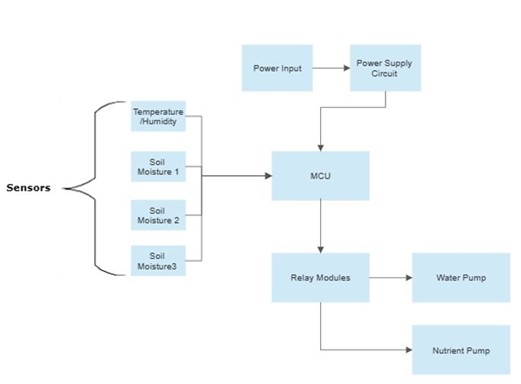 Power Input
Power Supply
Circuit
Temperature
/Humidity
Soil
Moisture 1
MCU
Sensors
Soil
Moisture 2
Soil
Moisture3
Relay Modules
Water Pump
Nutrient Pump